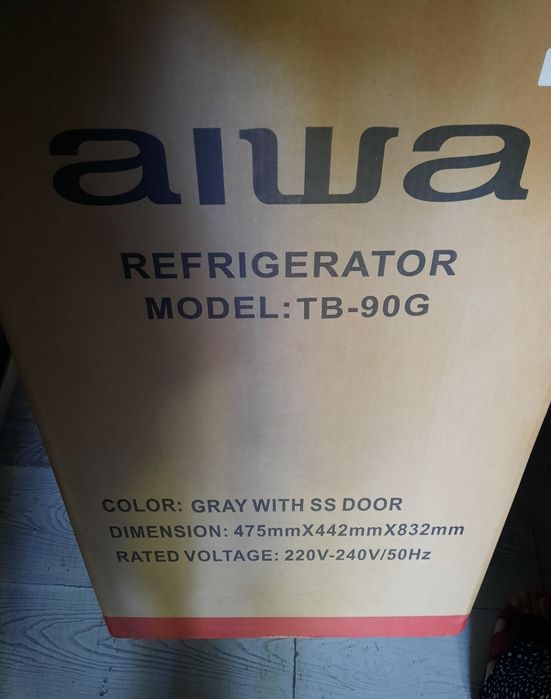 aiwa
REFRIGERATOR
MODEL:TB-90G
COLOR: GRAY WITH SS DOOR
DIMENSION: 475mmX442mmX832mm
RATED VOLTAGE: 220V-240V/50Hz